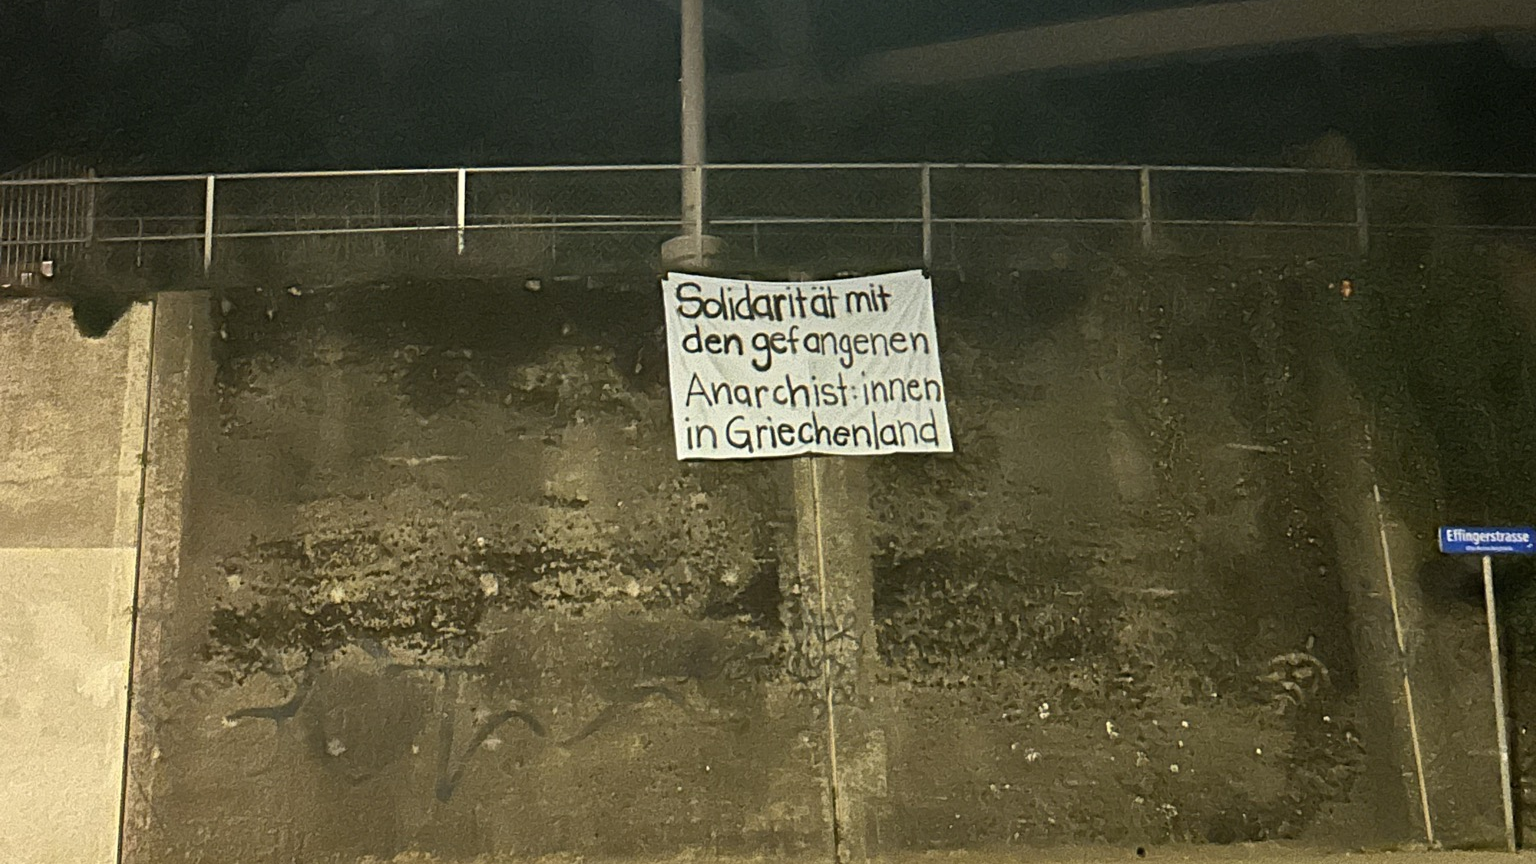 Solidarität mit
den gefangenen
Anarchist:innen
in Griechenland
Effingerstrasse